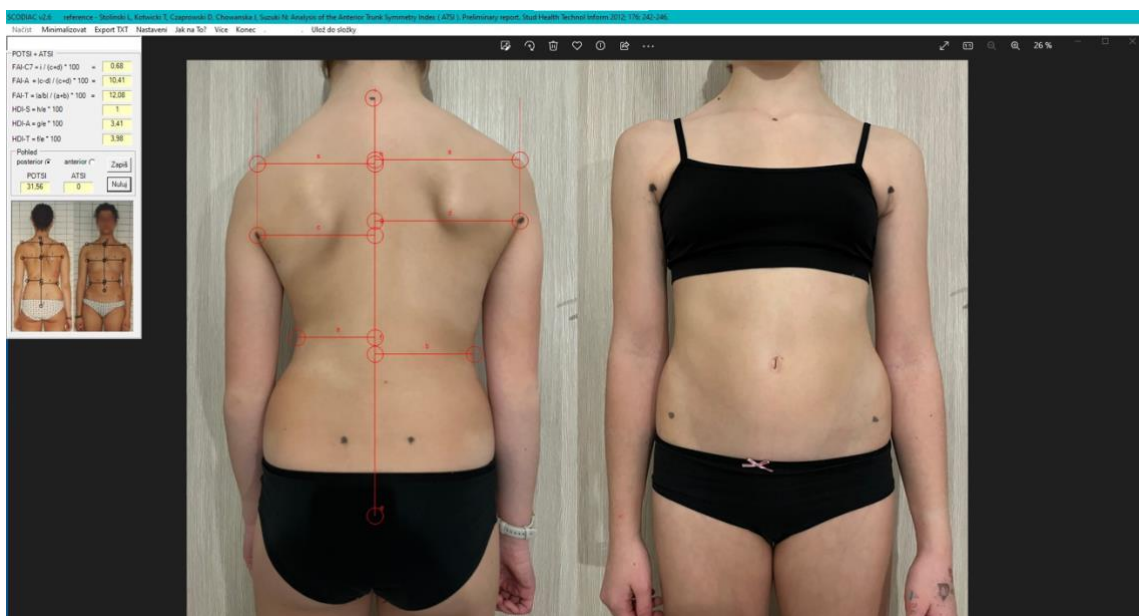 SCODIAC v2.6 reference - Stolinski L, Kotwicki T, Czaprowski D, Chowanska J, Suzuki N: Analysis of the Anterior Trunk Symmetry Index ( ATSI ). Preliminary report. Stud Health Technol Inform 2012; 176: 242-246.
Načíst Minimalizovat Export TXT Nastavení Jak na To? Více Konec . . Ulož do složky
26 %
POTSI + ATSI
FAI-C7 = i / (c+d) * 100 = 0,68
FAI-A = |c-d| / (c+d) * 100 = 10,41
FAI-T = |a/b| / (a+b) * 100 = 12,08
HDI-S = h/e * 100 1
HDI-A = g/e * 100 3,41
HDI-T = f/e * 100 3,98
Pohled
posterior anterior Zapiš
POTSI ATSI
31,56 0 Nuluj